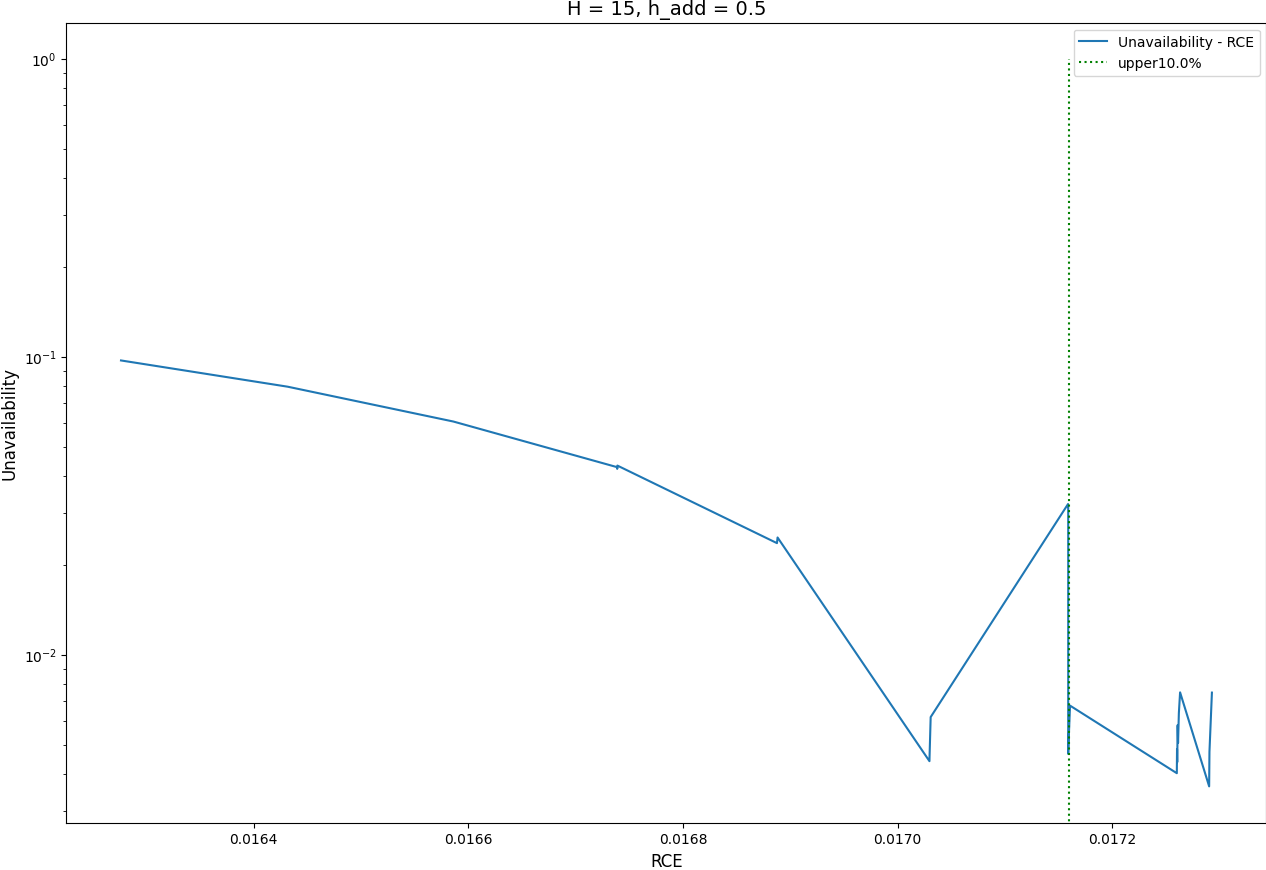 H = 15, h_add = 0.5
Unavailability - RCE
upper10.0%
10⁰
10⁻¹
10⁻²
Unavailability
0.0164 0.0166 0.0168 0.0170 0.0172
RCE